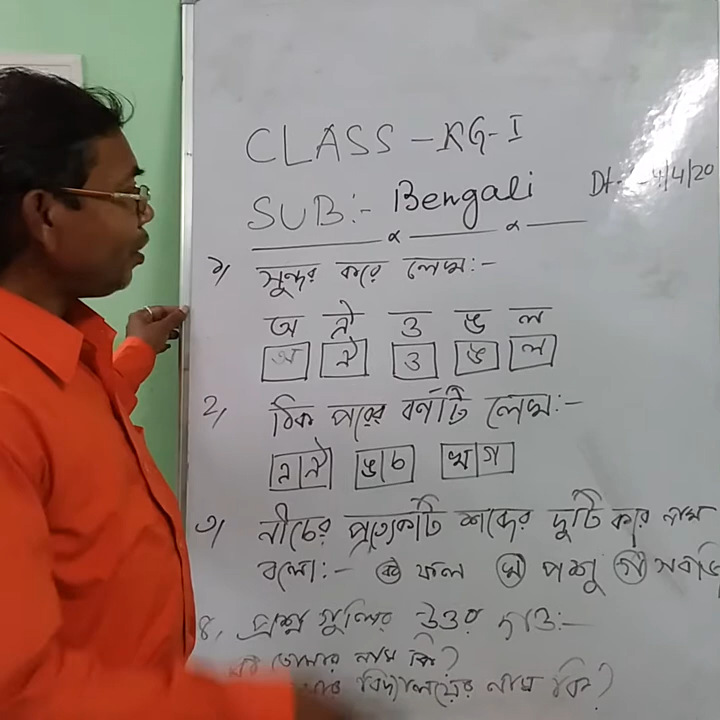 CLASS - KG-I
SUB:- Bengali Dt.- 4/4/20
১) সুন্দর করে লেখ:-
অ ঐ ও ঙ ল
অ ঐ ও ঙ ল
২) ঠিক পরের বর্ণটি লেখ:-
এ ঐ ঙ চ খ গ
৩) নীচের প্রত্যেকটি শব্দের দুটি করে নাম
বলো:- ক ফল খ পশু গ সবজি
৪. প্রশ্ন গুলির উত্তর দাও:-
তোমার নাম কি?
বিদ্যালয়ের নাম কি?